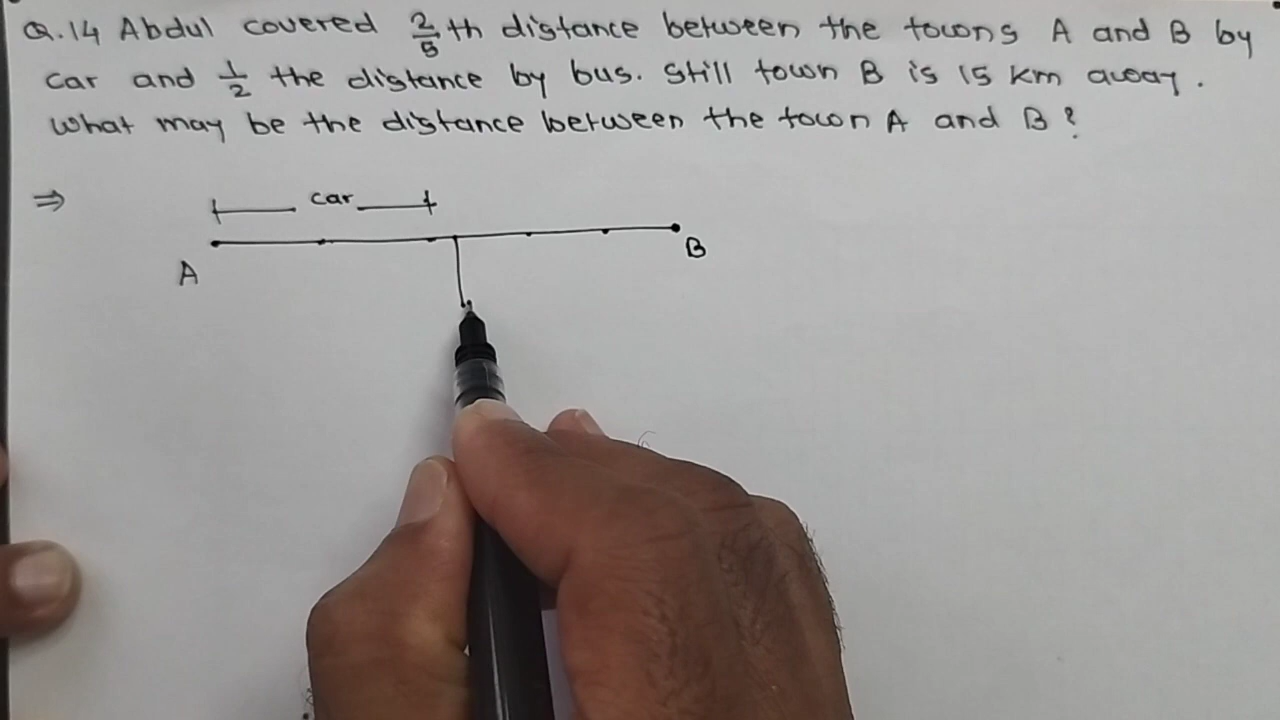 Q.14 Abdul covered 2/5 th distance between the towns A and B by
car and 1/2 the distance by bus. Still town B is 15 km away.
What may be the distance between the town A and B?
⇒ car
A B